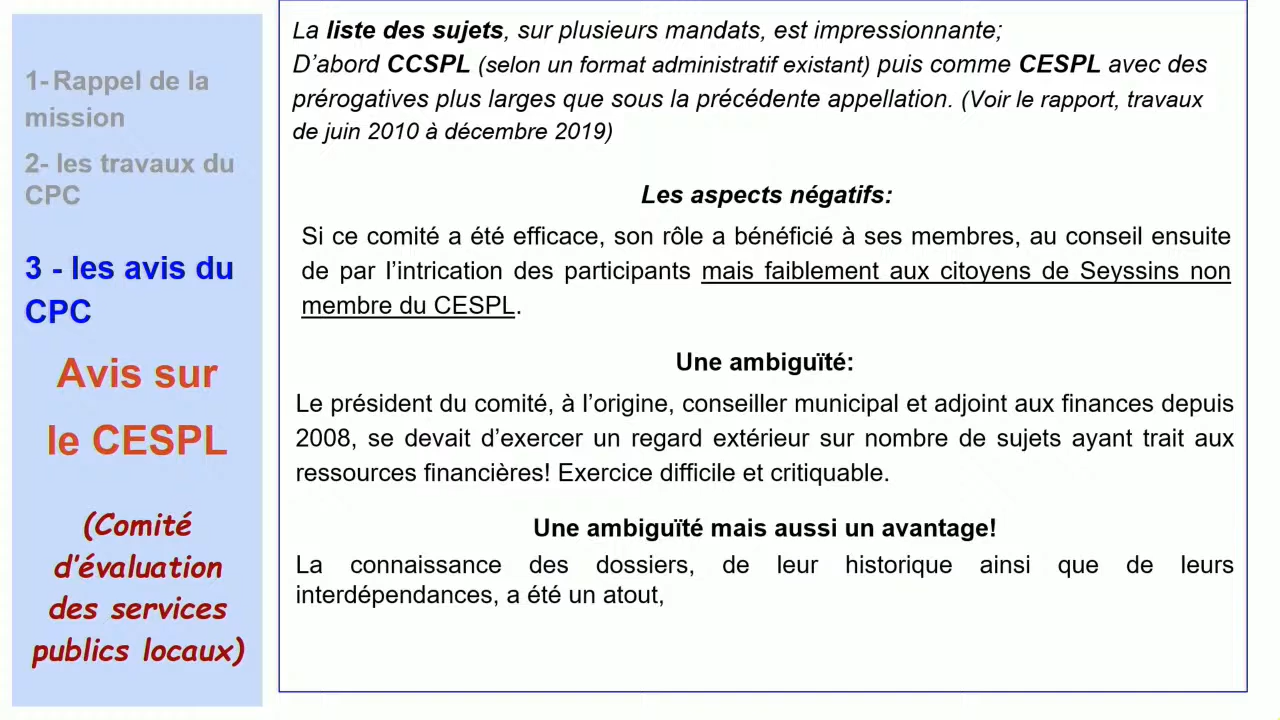 1- Rappel de la
mission
2- les travaux du
CPC
3 - les avis du
CPC
Avis sur
le CESPL
(Comité
d'évaluation
des services
publics locaux)
La liste des sujets, sur plusieurs mandats, est impressionnante;
D’abord CCSPL (selon un format administratif existant) puis comme CESPL avec des
prérogatives plus larges que sous la précédente appellation. (Voir le rapport, travaux
de juin 2010 à décembre 2019)
Les aspects négatifs:
Si ce comité a été efficace, son rôle a bénéficié à ses membres, au conseil ensuite
de par l’intrication des participants mais faiblement aux citoyens de Seyssins non
membre du CESPL.
Une ambiguïté:
Le président du comité, à l’origine, conseiller municipal et adjoint aux finances depuis
2008, se devait d’exercer un regard extérieur sur nombre de sujets ayant trait aux
ressources financières! Exercice difficile et critiquable.
Une ambiguïté mais aussi un avantage!
La connaissance des dossiers, de leur historique ainsi que de leurs
interdépendances, a été un atout,